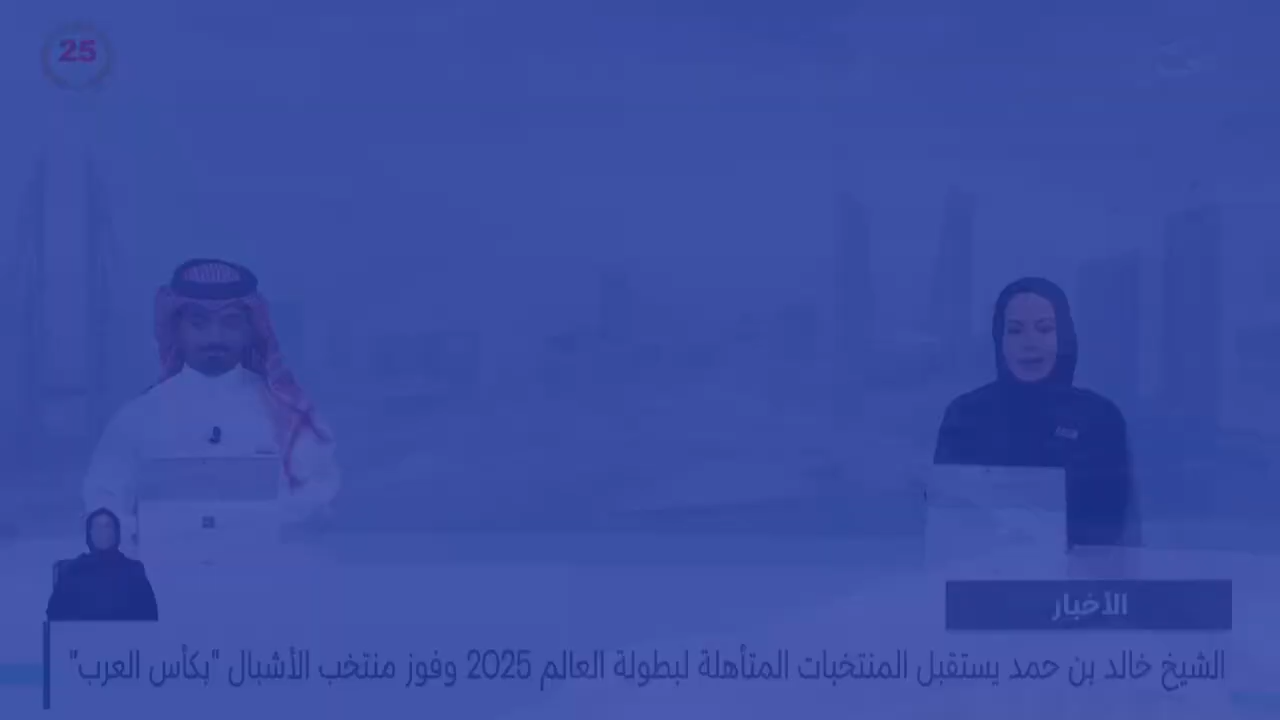 25
الأخبار
الشيخ خالد بن حمد يستقبل المنتخبات المتأهلة لبطولة العالم 2025 وفوز منتخب الأشبال "بكأس العرب"